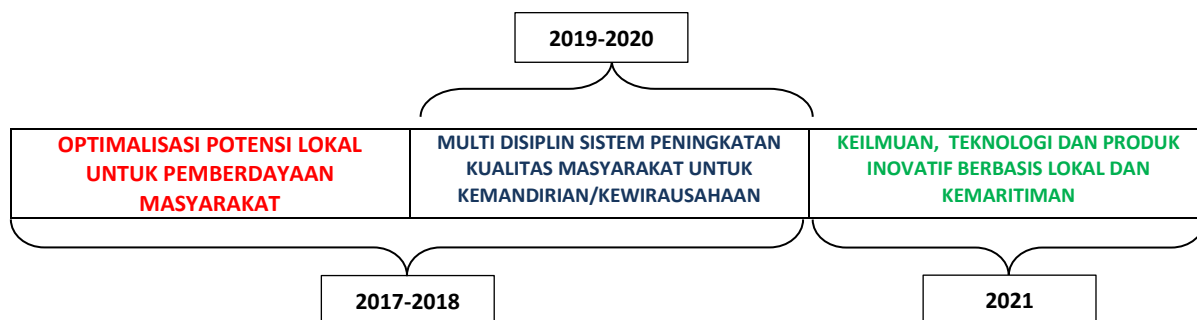 2019-2020
OPTIMALISASI POTENSI LOKAL
UNTUK PEMBERDAYAAN
MASYARAKAT
MULTI DISIPLIN SISTEM PENINGKATAN
KUALITAS MASYARAKAT UNTUK
KEMANDIRIAN/KEWIRAUSAHAAN
KEILMUAN, TEKNOLOGI DAN PRODUK
INOVATIF BERBASIS LOKAL DAN
KEMARITIMAN
2017-2018
2021